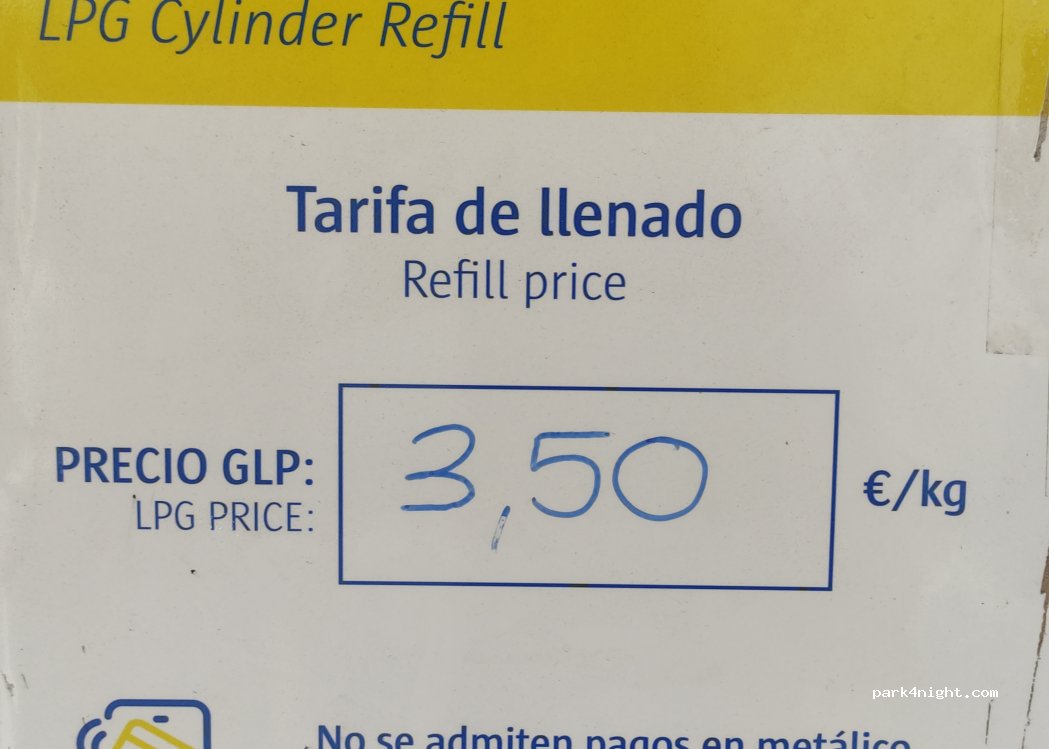 LPG Cylinder Refill
Tarifa de llenado
Refill price
PRECIO GLP:
LPG PRICE:
3,50
€/kg
park4night.com
No se admiten pagos en metálico